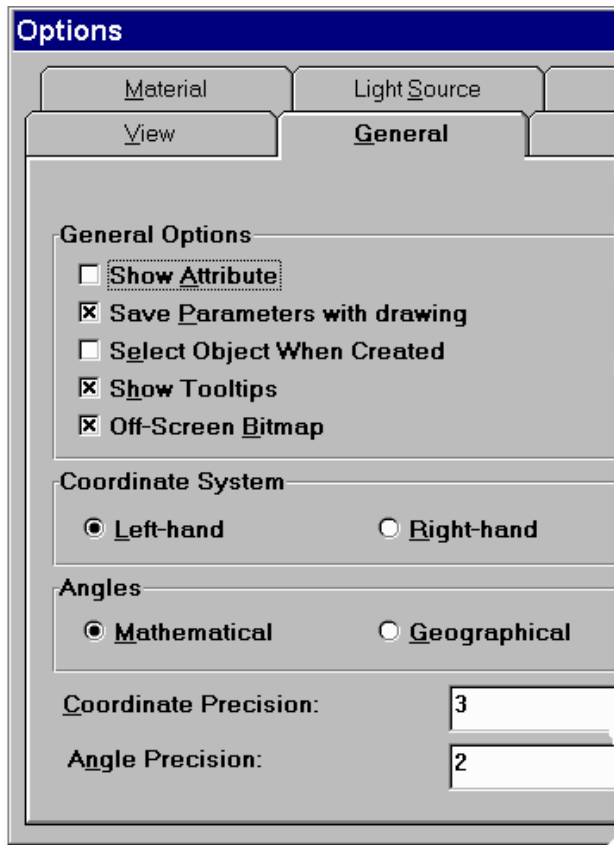 Options
Material Light Source
View General
General Options
Show Attribute
Save Parameters with drawing
Select Object When Created
Show Tooltips
Off-Screen Bitmap
Coordinate System
Left-hand Right-hand
Angles
Mathematical Geographical
Coordinate Precision: 3
Angle Precision: 2